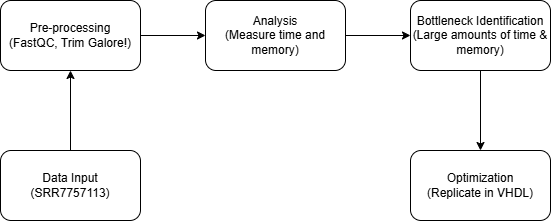 Pre-processing
(FastQC, Trim Galore!)
Analysis
(Measure time and
memory)
Bottleneck Identification
(Large amounts of time &
memory)
Data Input
(SRR7757113)
Optimization
(Replicate in VHDL)